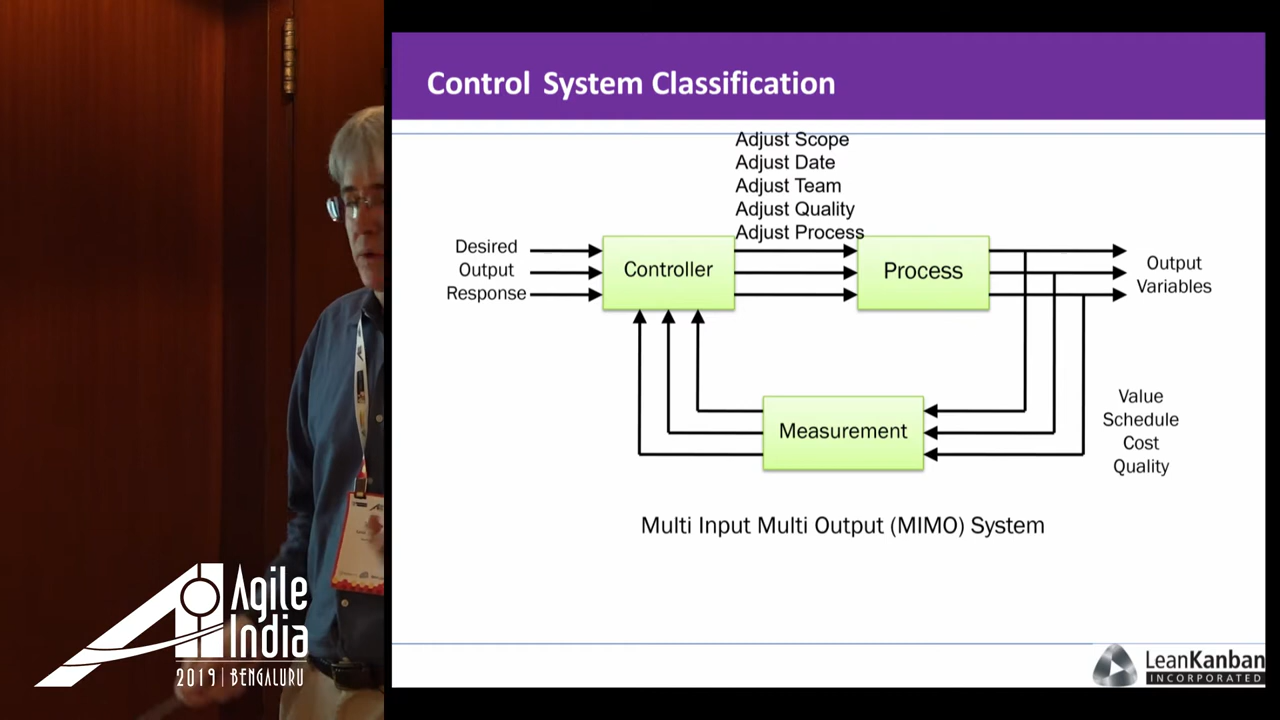 Control System Classification
Adjust Scope
Adjust Date
Adjust Team
Adjust Quality
Adjust Process
Desired
Output
Response
Controller
Process
Output
Variables
Measurement
Value
Schedule
Cost
Quality
Multi Input Multi Output (MIMO) System
Agile
India
2019 | BENGALURU
LeanKanban
INCORPORATED